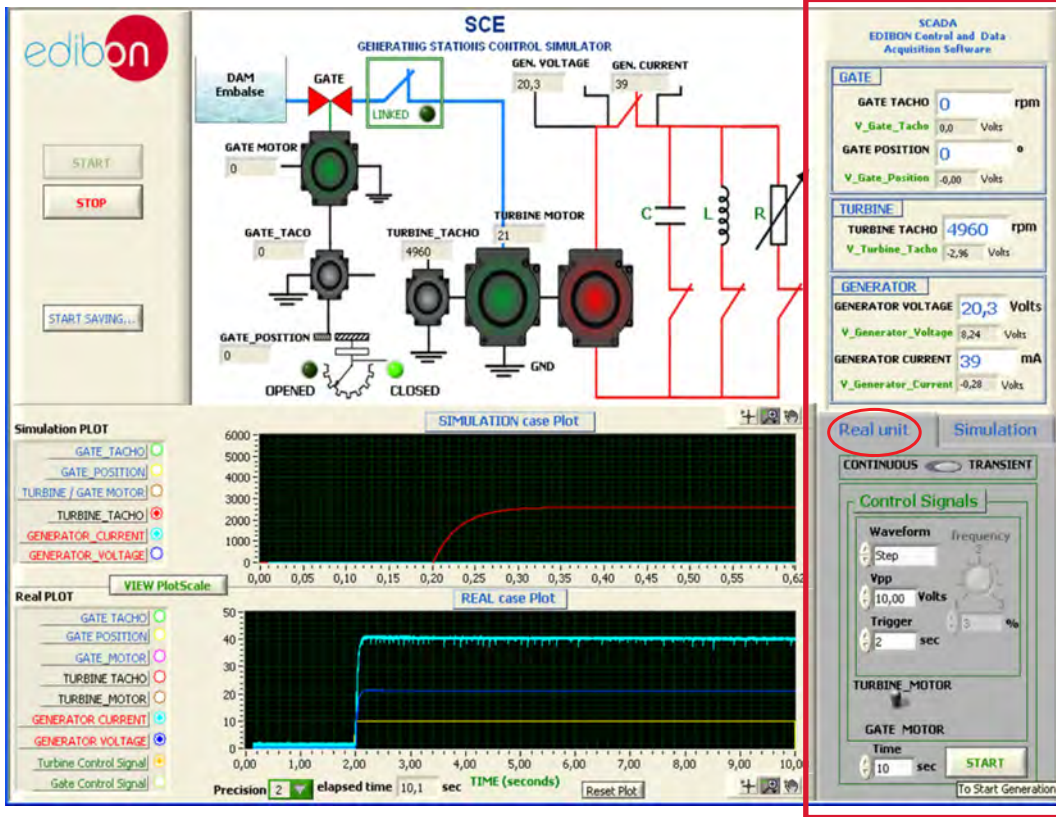 edibon
START
STOP
START SAVING...
SCE
GENERATING STATIONS CONTROL SIMULATOR
DAM
Embalse
GATE
LINKED
GEN. VOLTAGE
20,3
GEN. CURRENT
39
GATE MOTOR
0
GATE_TACO
0
TURBINE_TACHO
4960
TURBINE MOTOR
21
C
L
R
GATE_POSITION
0
OPENED
CLOSED
GND
SCADA
EDIBON Control and Data
Acquisition Software
GATE
GATE TACHO 0 rpm
V_Gate_Tacho 0,0 Volts
GATE POSITION 0 º
V_Gate_Position -0,00 Volts
TURBINE
TURBINE TACHO 4960 rpm
V_Turbine_Tacho -2,96 Volts
GENERATOR
GENERATOR VOLTAGE 20,3 Volts
V_Generator_Voltage 8,24 Volts
GENERATOR CURRENT 39 mA
V_Generator_Current -0,28 Volts
Simulation PLOT
GATE_TACHO
GATE_POSITION
TURBINE / GATE MOTOR
TURBINE_TACHO
GENERATOR_CURRENT
GENERATOR_VOLTAGE
VIEW PlotScale
SIMULATION case Plot
6000
5000
4000
3000
2000
1000
0
0,00 0,05 0,10 0,15 0,20 0,25 0,30 0,35 0,40 0,45 0,50 0,55 0,62
Real PLOT
GATE TACHO
GATE POSITION
GATE_MOTOR
TURBINE TACHO
TURBINE_MOTOR
GENERATOR CURRENT
GENERATOR VOLTAGE
Turbine Control Signal
Gate Control Signal
REAL case Plot
50
40
30
20
10
0
0,00 1,00 2,00 3,00 4,00 5,00 6,00 7,00 8,00 9,00 10,0
Precision 2 elapsed time 10,1 sec TIME (seconds) Reset Plot
Real unit Simulation
CONTINUOUS TRANSIENT
Control Signals
Waveform
Step
Vpp
10,00 Volts
Trigger
2 sec
frequency
2
1 3
3 %
TURBINE_MOTOR
GATE MOTOR
Time
10 sec
START
To Start Generation